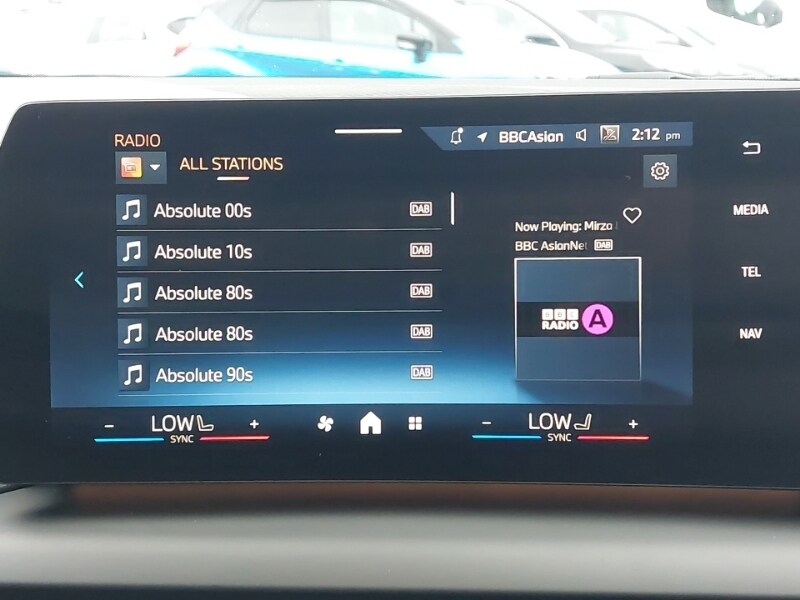 RADIO
BBCAsian 2:12 pm
ALL STATIONS
Absolute 00s DAB
Absolute 10s DAB
Absolute 80s DAB
Absolute 80s DAB
Absolute 90s DAB
Now Playing: Mirza
BBC AsianNet DAB
BBC
RADIO A
MEDIA
TEL
NAV
- LOW +
SYNC
- LOW +
SYNC